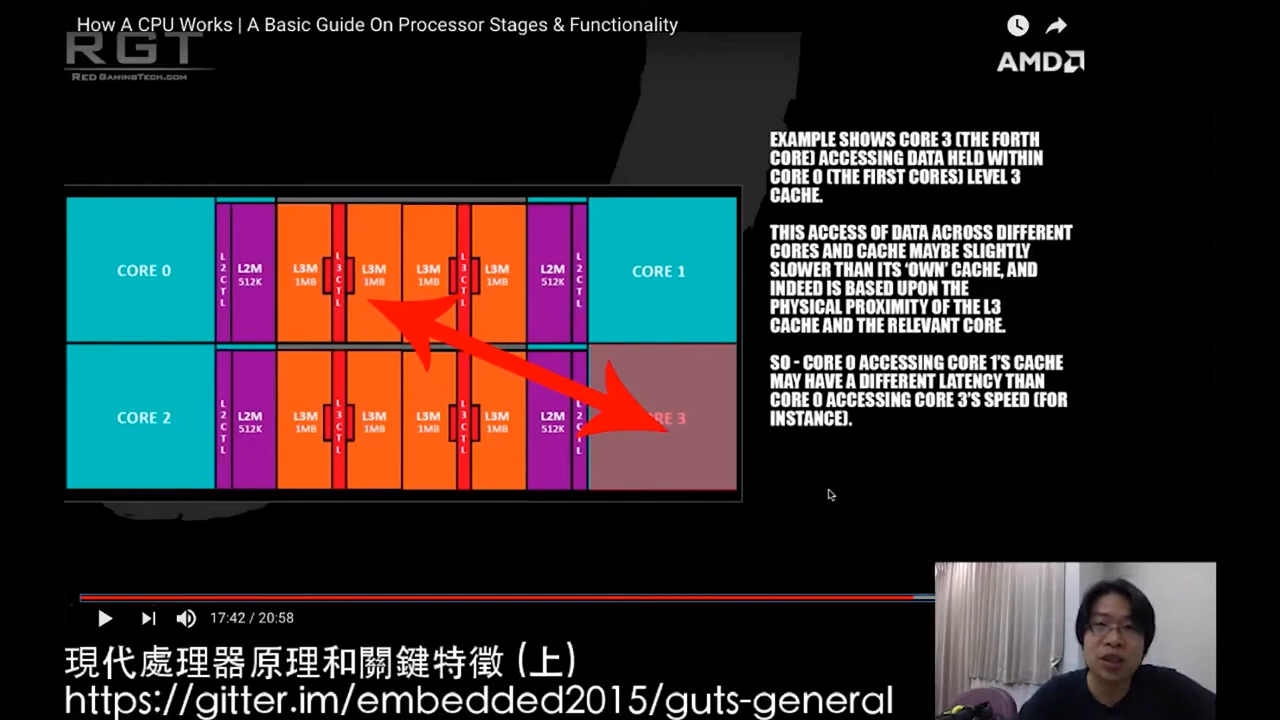 How A CPU Works | A Basic Guide On Processor Stages & Functionality
RGT
RED GAMINGTECH.COM
AMD
EXAMPLE SHOWS CORE 3 (THE FORTH
CORE) ACCESSING DATA HELD WITHIN
CORE 0 (THE FIRST CORES) LEVEL 3
CACHE.
THIS ACCESS OF DATA ACROSS DIFFERENT
CORES AND CACHE MAYBE SLIGHTLY
SLOWER THAN ITS ‘OWN’ CACHE, AND
INDEED IS BASED UPON THE
PHYSICAL PROXIMITY OF THE L3
CACHE AND THE RELEVANT CORE.
SO - CORE 0 ACCESSING CORE 1'S CACHE
MAY HAVE A DIFFERENT LATENCY THAN
CORE 0 ACCESSING CORE 3'S SPEED (FOR
INSTANCE).
CORE 0
L2CTL
L2M
512K
L3M
1MB
L3CTL
L3M
1MB
L3M
1MB
L3CTL
L3M
1MB
L2M
512K
L2CTL
CORE 1
CORE 2
L2CTL
L2M
512K
L3M
1MB
L3CTL
L3M
1MB
L3M
1MB
L3CTL
L3M
1MB
L2M
512K
L2CTL
RE 3
17:42 / 20:58
現代處理器原理和關鍵特徵 (上)
https://gitter.im/embedded2015/guts-general